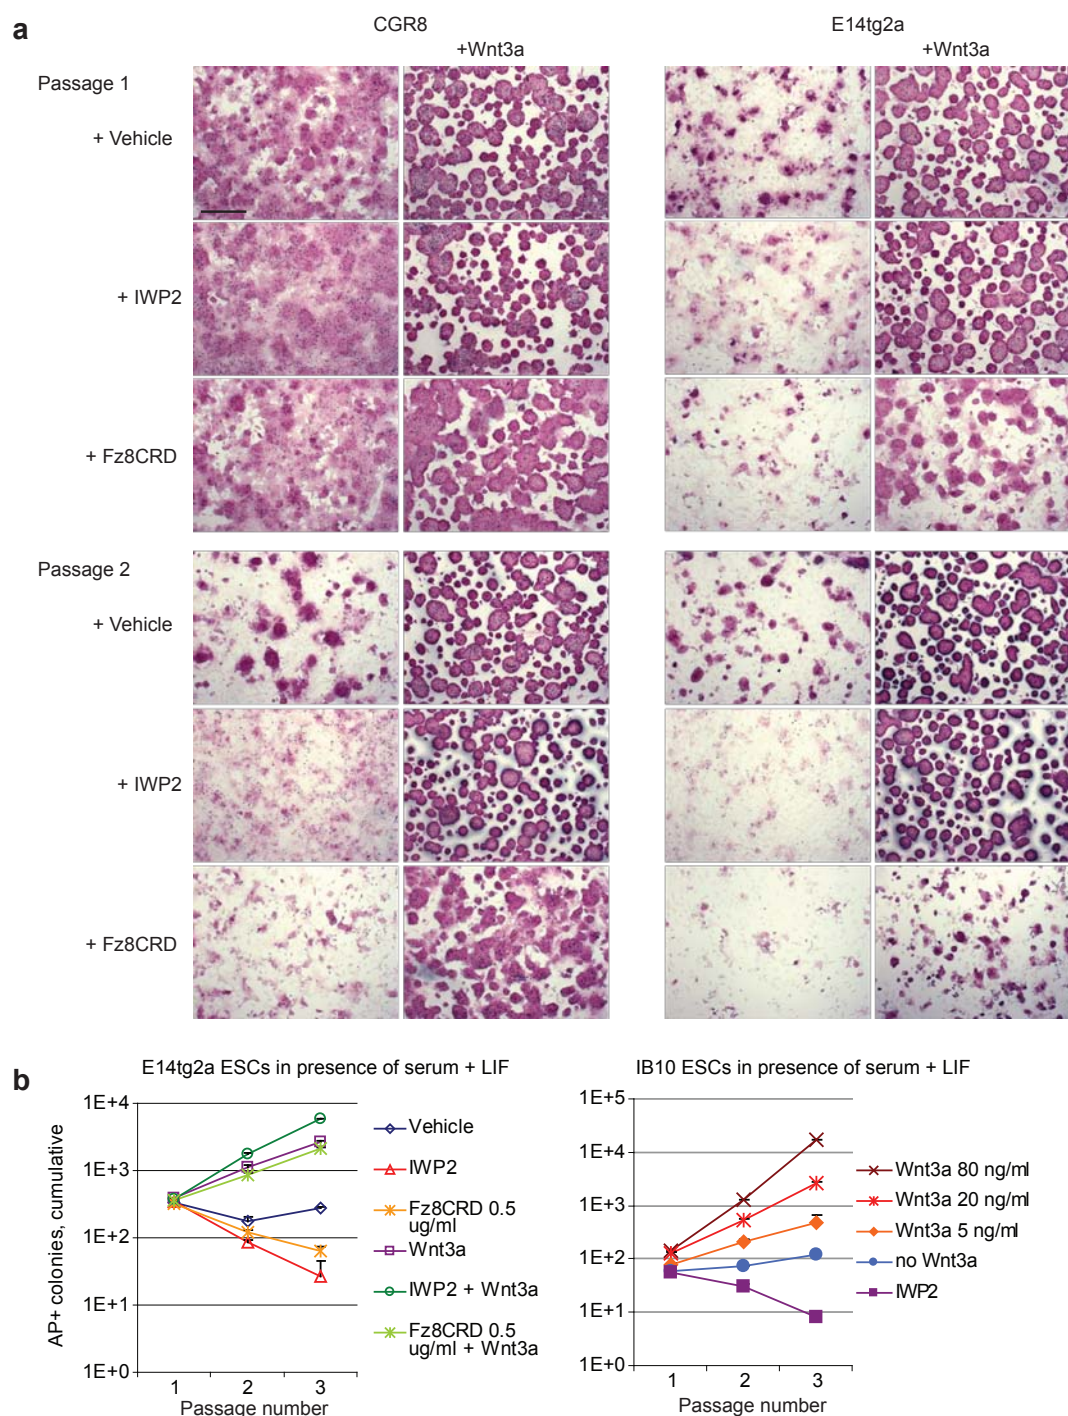 a
CGR8
E14tg2a
+Wnt3a
+Wnt3a
Passage 1
+ Vehicle
+ IWP2
+ Fz8CRD
Passage 2
+ Vehicle
+ IWP2
+ Fz8CRD
b
E14tg2a ESCs in presence of serum + LIF
AP+ colonies, cumulative
1E+4
1E+3
1E+2
1E+1
1E+0
1
2
3
Passage number
Vehicle
IWP2
Fz8CRD 0.5
ug/ml
Wnt3a
IWP2 + Wnt3a
Fz8CRD 0.5
ug/ml + Wnt3a
IB10 ESCs in presence of serum + LIF
1E+5
1E+4
1E+3
1E+2
1E+1
1E+0
1
2
3
Passage number
Wnt3a 80 ng/ml
Wnt3a 20 ng/ml
Wnt3a 5 ng/ml
no Wnt3a
IWP2